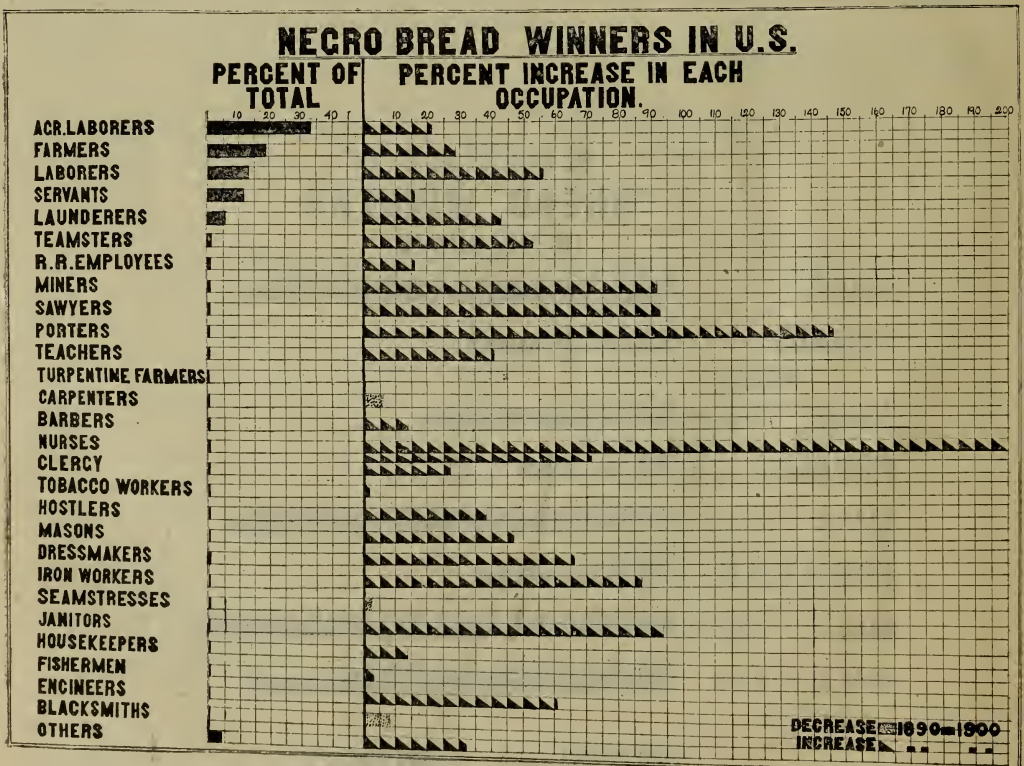 NEGRO BREAD WINNERS IN U.S.
PERCENT OF TOTAL
PERCENT INCREASE IN EACH OCCUPATION.
10 20 30 40
10 20 30 40 50 60 70 80 90 100 110 120 130 140 150 160 170 180 190 200
AGR.LABORERS
FARMERS
LABORERS
SERVANTS
LAUNDERERS
TEAMSTERS
R.R.EMPLOYEES
MINERS
SAWYERS
PORTERS
TEACHERS
TURPENTINE FARMERS
CARPENTERS
BARBERS
NURSES
CLERGY
TOBACCO WORKERS
HOSTLERS
MASONS
DRESSMAKERS
IRON WORKERS
SEAMSTRESSES
JANITORS
HOUSEKEEPERS
FISHERMEN
ENGINEERS
BLACKSMITHS
OTHERS
DECREASE 1890=1900
INCREASE " "